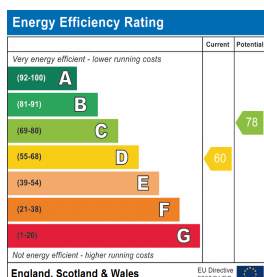 Energy Efficiency Rating
Current Potential
Very energy efficient - lower running costs
(92-100) A
(81-91) B
(69-80) C
78
(55-68) D
60
(39-54) E
(21-38) F
(1-20) G
Not energy efficient - higher running costs
England, Scotland & Wales
EU Directive